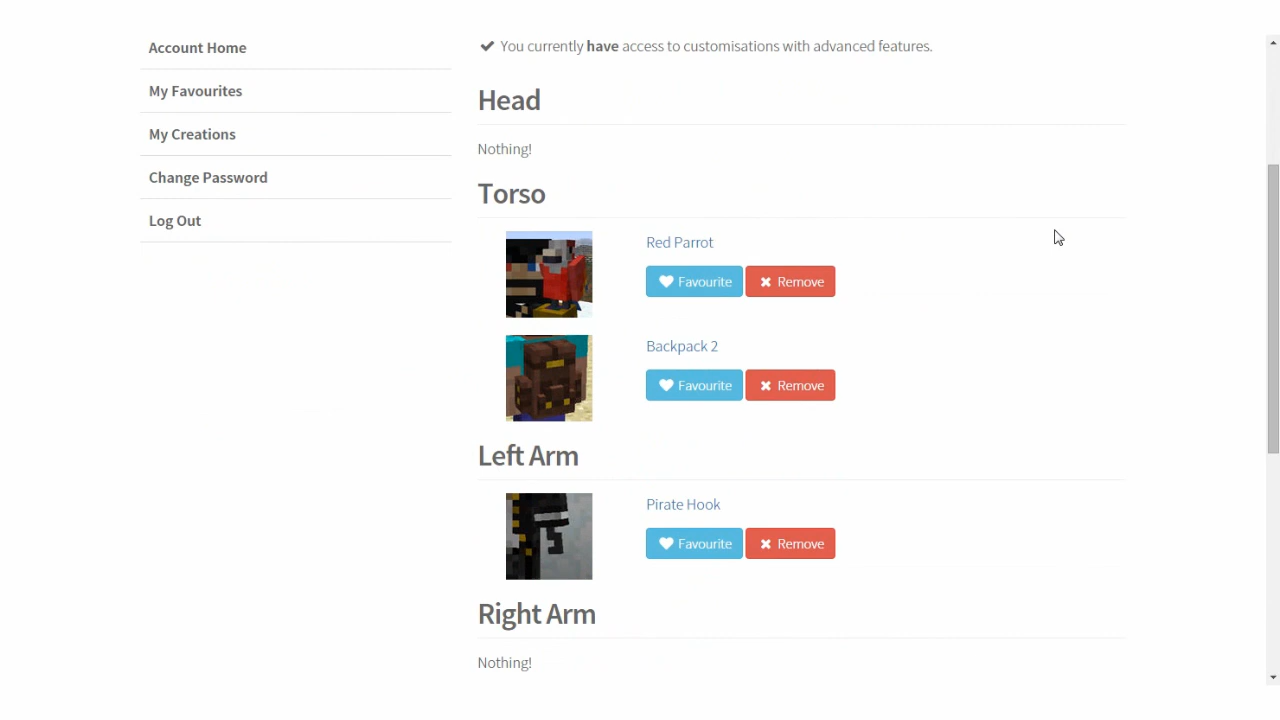 Account Home
My Favourites
My Creations
Change Password
Log Out
You currently have access to customisations with advanced features.
Head
Nothing!
Torso
Red Parrot
Favourite
Remove
Backpack 2
Favourite
Remove
Left Arm
Pirate Hook
Favourite
Remove
Right Arm
Nothing!